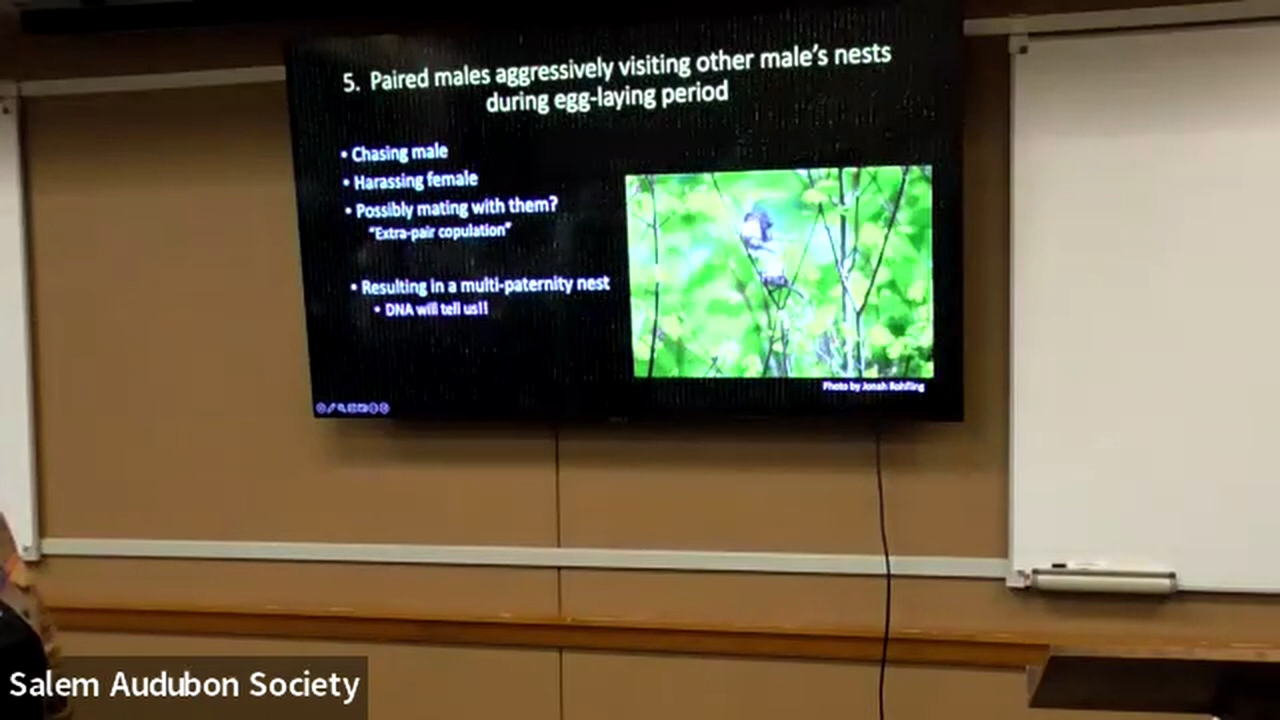 5. Paired males aggressively visiting other male's nests
during egg-laying period
• Chasing male
• Harassing female
• Possibly mating with them?
"Extra-pair copulation"
• Resulting in a multi-paternity nest
• DNA will tell us!!
Photo by Jonah Rohlfing
Salem Audubon Society